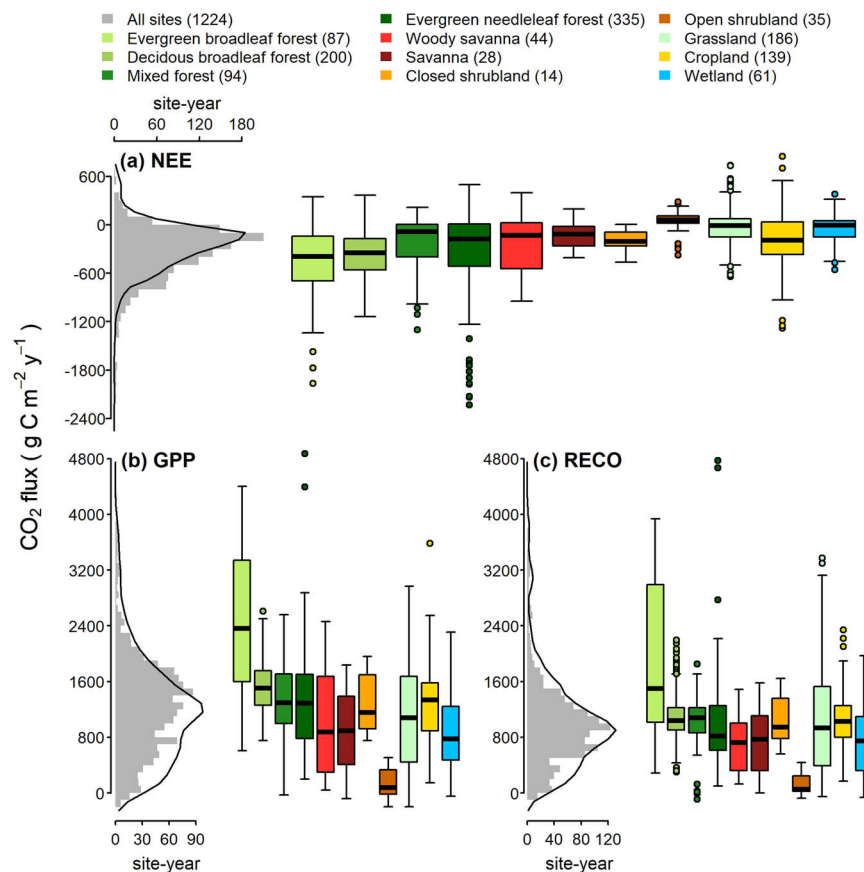 All sites (1224)
Evergreen broadleaf forest (87)
Decidous broadleaf forest (200)
Mixed forest (94)
Evergreen needleleaf forest (335)
Woody savanna (44)
Savanna (28)
Closed shrubland (14)
Open shrubland (35)
Grassland (186)
Cropland (139)
Wetland (61)
site-year
0 60 120 180
(a) NEE
600
0
-600
-1200
-1800
-2400
CO₂ flux ( g C m⁻² y⁻¹ )
(b) GPP
4800
4000
3200
2400
1600
800
0
0 30 60 90
site-year
(c) RECO
4800
4000
3200
2400
1600
800
0
0 40 80 120
site-year